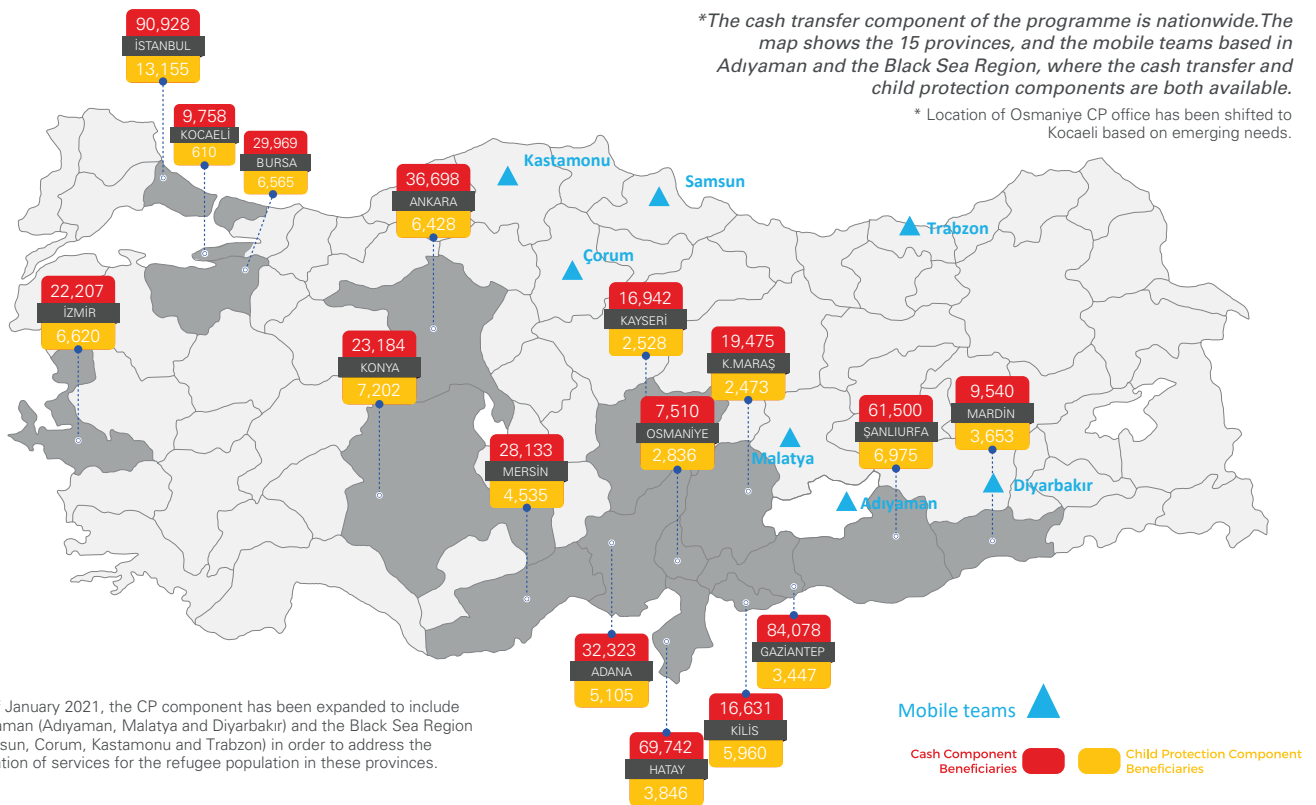 90,928
İSTANBUL
13,155
*The cash transfer component of the programme is nationwide.The
map shows the 15 provinces, and the mobile teams based in
Adıyaman and the Black Sea Region, where the cash transfer and
child protection components are both available.
* Location of Osmaniye CP office has been shifted to
Kocaeli based on emerging needs.
9,758
KOCAELİ
610
29,969
BURSA
6,565
36,698
ANKARA
6,428
Kastamonu
Samsun
Trabzon
Çorum
22,207
İZMİR
6,620
23,184
KONYA
7,202
16,942
KAYSERİ
2,528
19,475
K.MARAŞ
2,473
7,510
OSMANİYE
2,836
61,500
ŞANLIURFA
6,975
9,540
MARDİN
3,653
28,133
MERSİN
4,535
Malatya
Adıyaman
Diyarbakır
32,323
ADANA
5,105
84,078
GAZİANTEP
3,447
16,631
KİLİS
5,960
69,742
HATAY
3,846
January 2021, the CP component has been expanded to include
aman (Adıyaman, Malatya and Diyarbakır) and the Black Sea Region
sun, Corum, Kastamonu and Trabzon) in order to address the
tion of services for the refugee population in these provinces.
Mobile teams
Cash Component
Beneficiaries
Child Protection Component
Beneficiaries